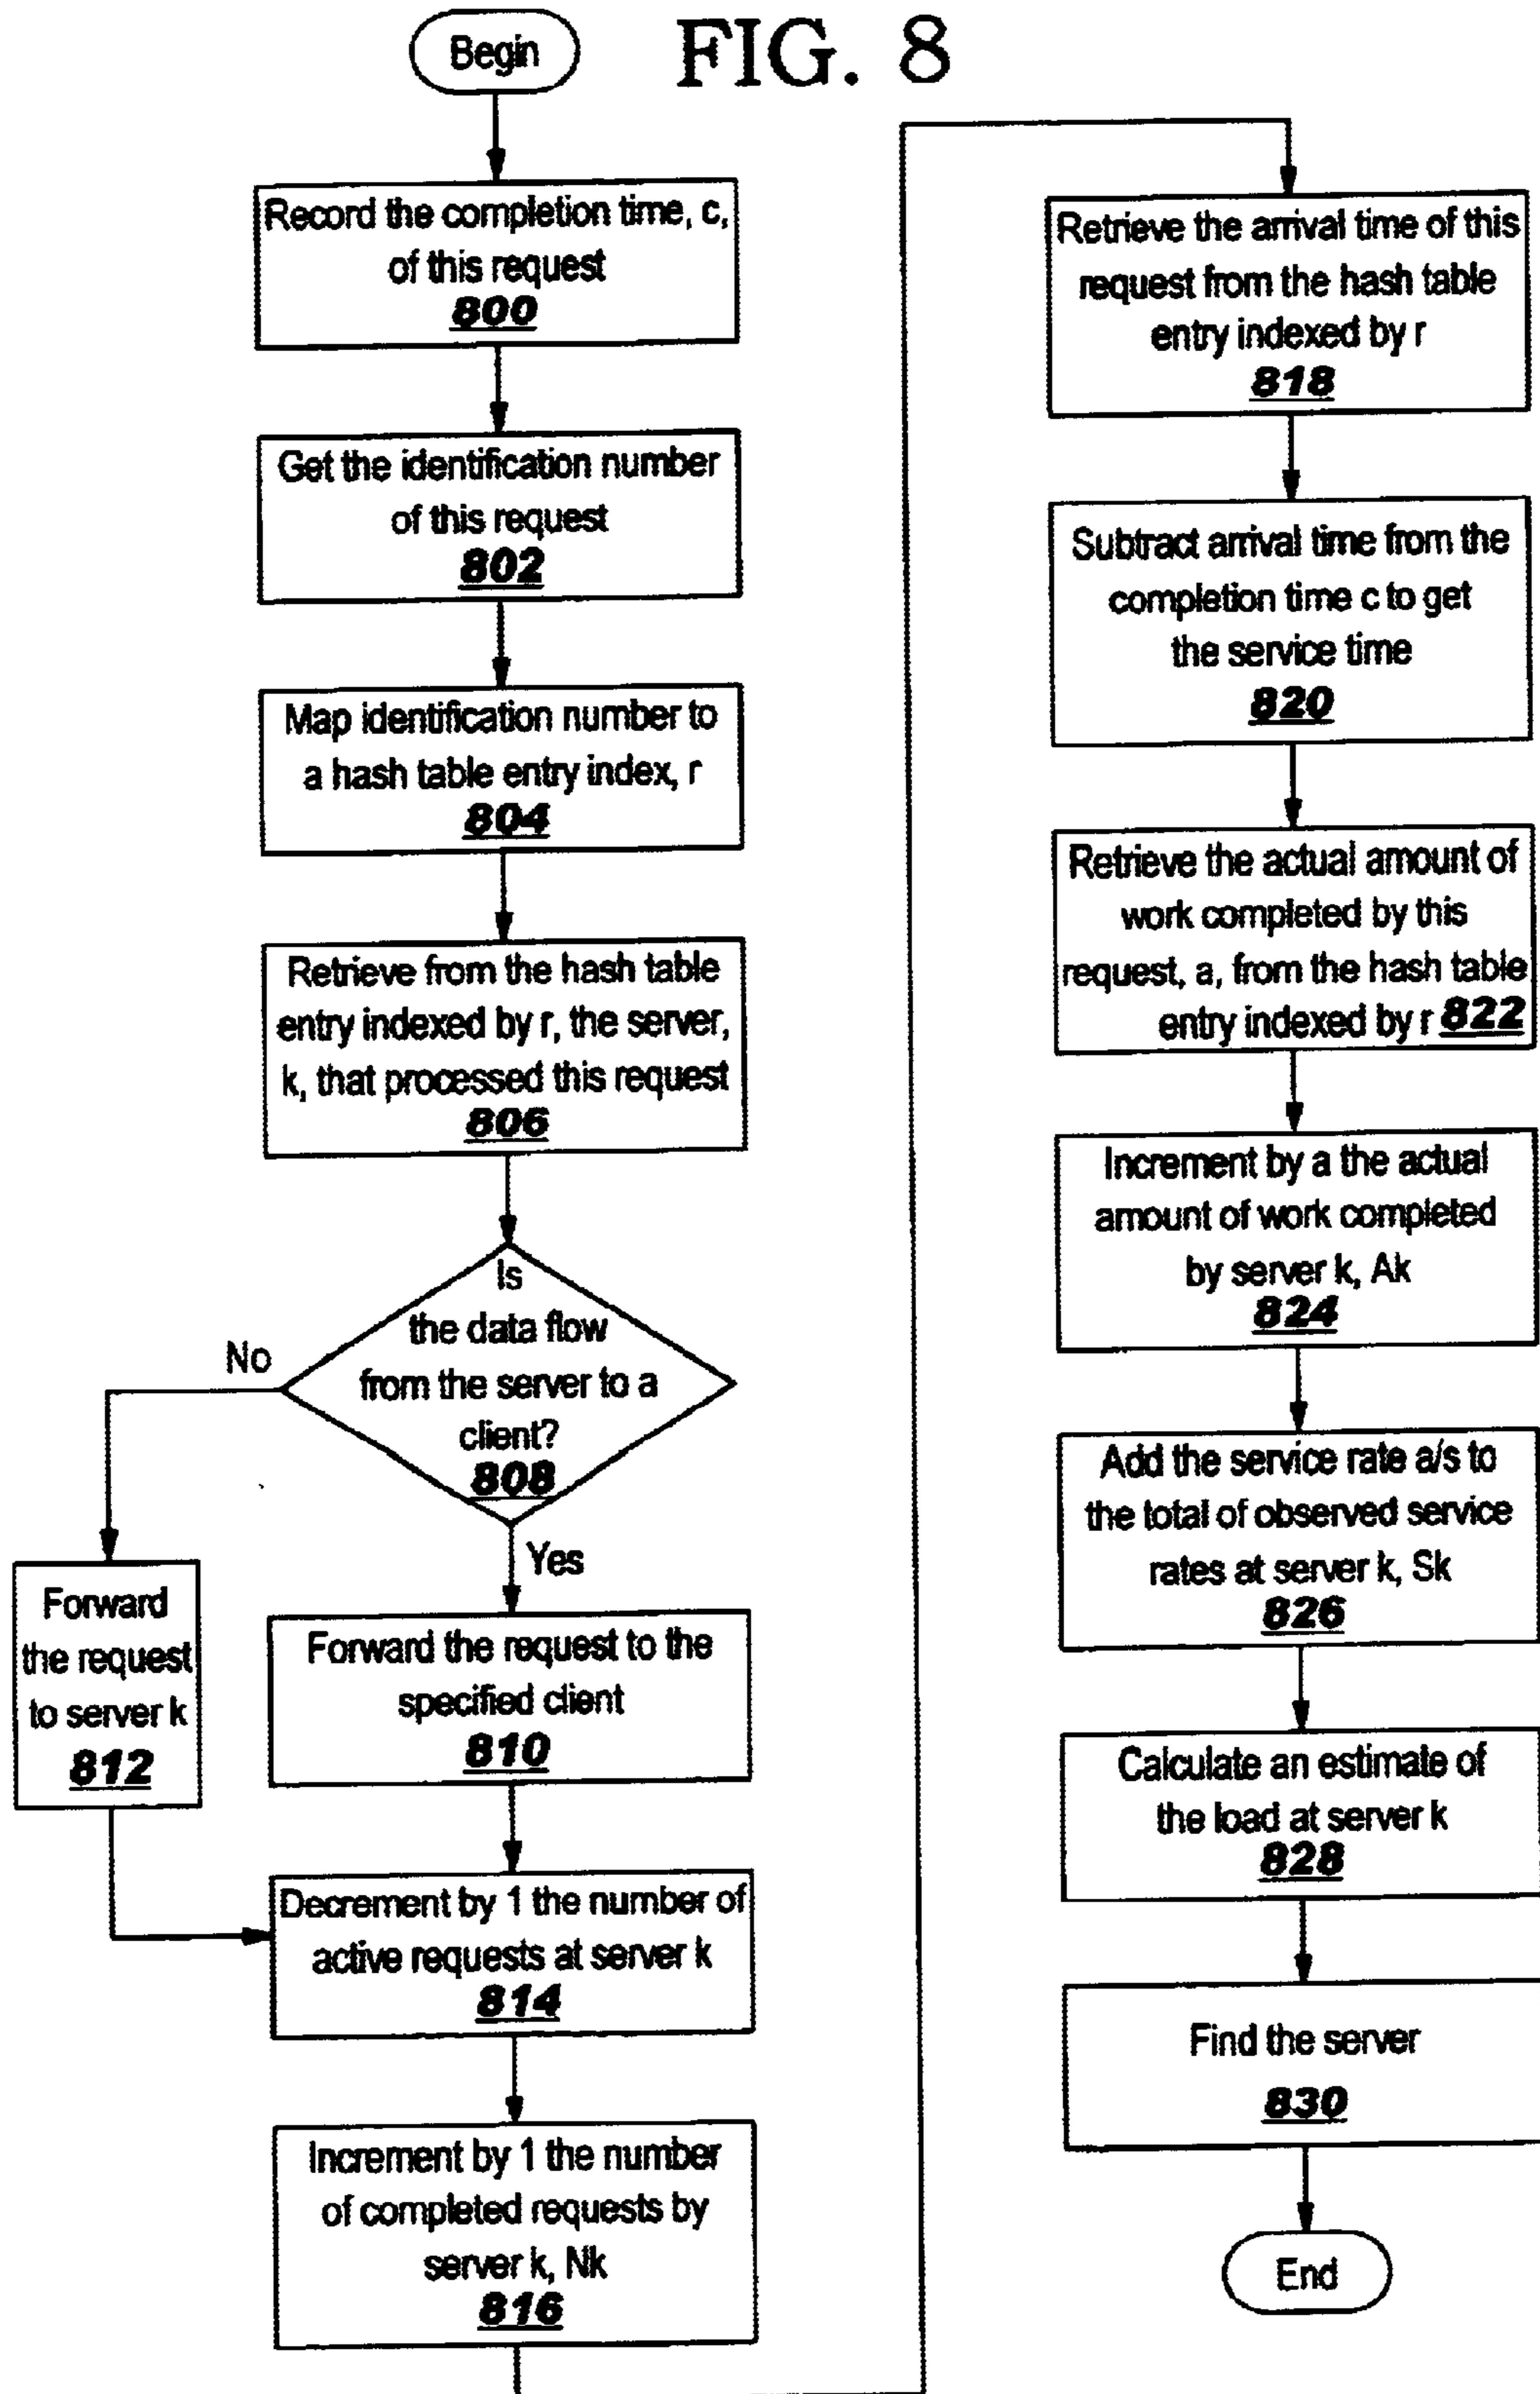 FIG. 8
Begin
Record the completion time, c,
of this request
800
Get the identification number
of this request
802
Map identification number to
a hash table entry index, r
804
Retrieve from the hash table
entry indexed by r, the server,
k, that processed this request
806
Is
the data flow
from the server to a
client?
808
No
Yes
Forward
the request
to server k
812
Forward the request to the
specified client
810
Decrement by 1 the number of
active requests at server k
814
Increment by 1 the number
of completed requests by
server k, Nk
816
Retrieve the arrival time of this
request from the hash table
entry indexed by r
818
Subtract arrival time from the
completion time c to get
the service time
820
Retrieve the actual amount of
work completed by this
request, a, from the hash table
entry indexed by r 822
Increment by a the actual
amount of work completed
by server k, Ak
824
Add the service rate a/s to
the total of observed service
rates at server k, Sk
826
Calculate an estimate of
the load at server k
828
Find the server
830
End